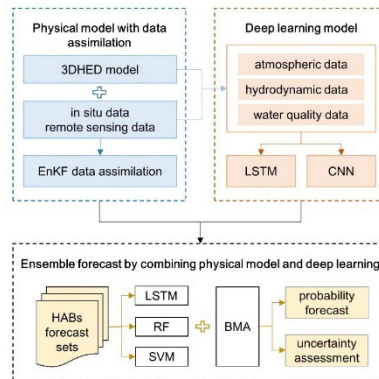 Physical model with data
assimilation
3DHED model
in situ data
remote sensing data
EnKF data assimilation
Deep learning model
atmospheric data
hydrodynamic data
water quality data
LSTM
CNN
Ensemble forecast by combining physical model and deep learning
HABs
forecast
sets
LSTM
RF
SVM
BMA
probability
forecast
uncertainty
assessment